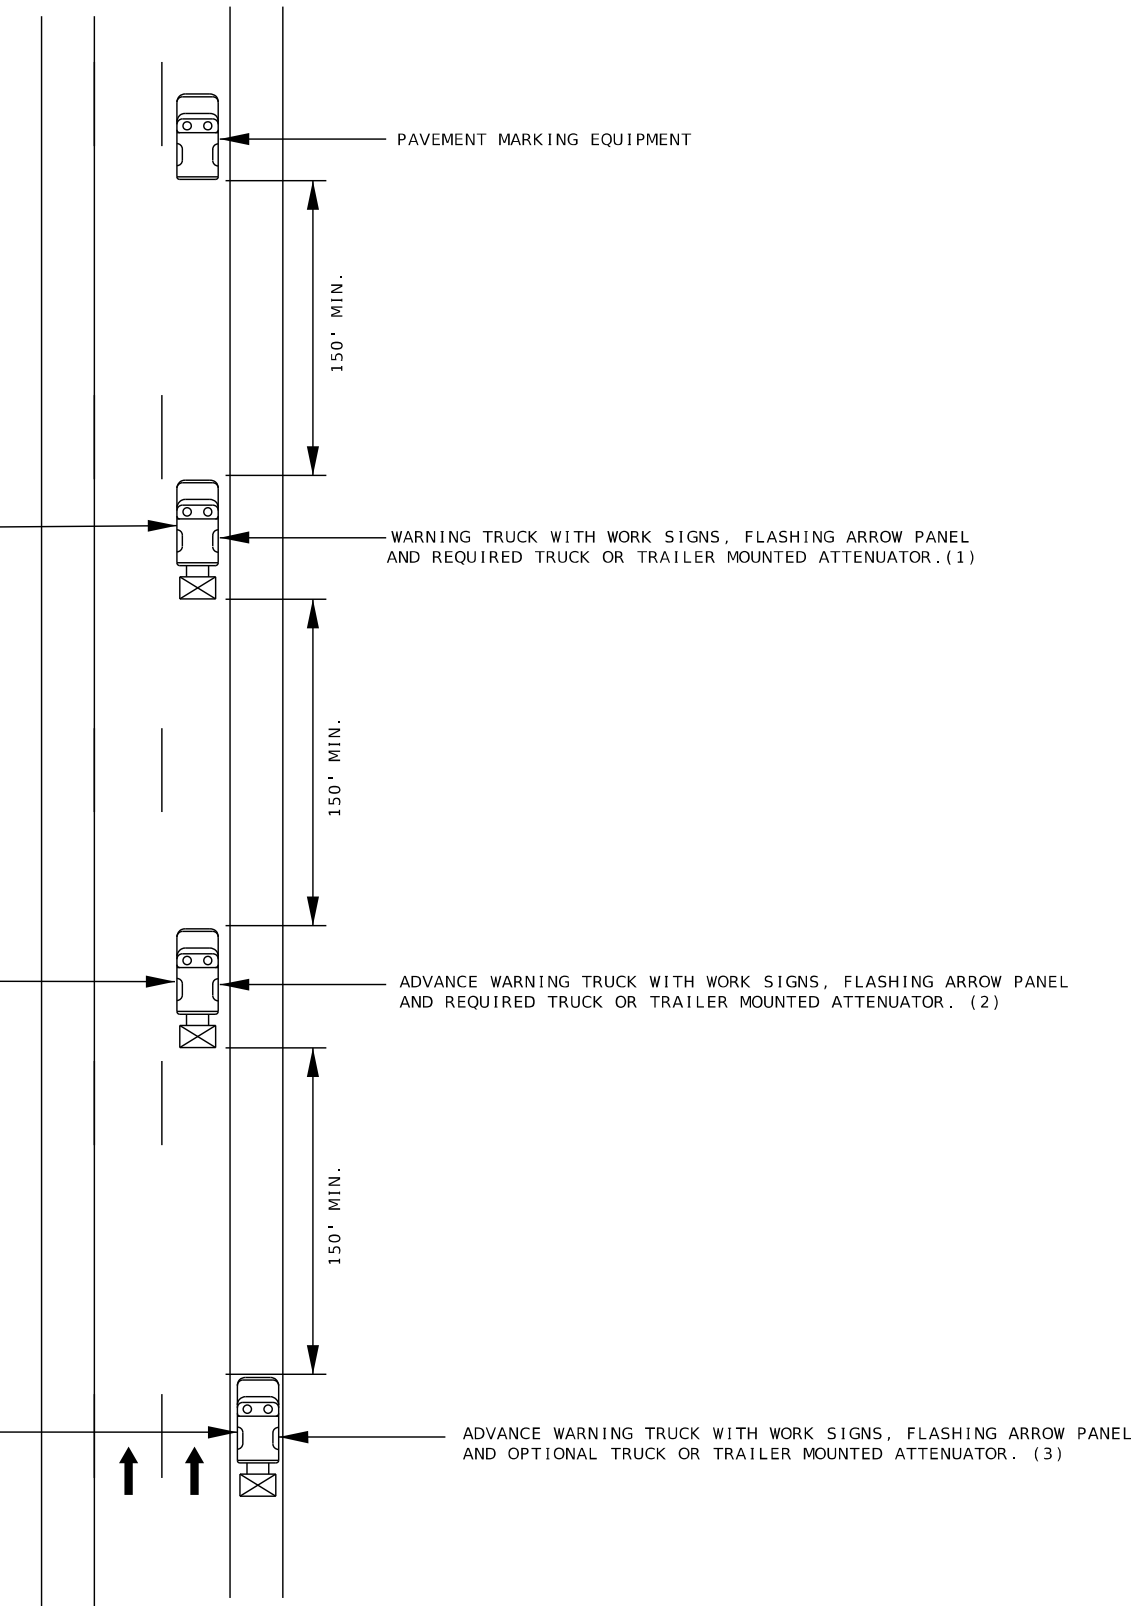 PAVEMENT MARKING EQUIPMENT
150' MIN.
WARNING TRUCK WITH WORK SIGNS, FLASHING ARROW PANEL
AND REQUIRED TRUCK OR TRAILER MOUNTED ATTENUATOR.(1)
150' MIN.
ADVANCE WARNING TRUCK WITH WORK SIGNS, FLASHING ARROW PANEL
AND REQUIRED TRUCK OR TRAILER MOUNTED ATTENUATOR. (2)
150' MIN.
ADVANCE WARNING TRUCK WITH WORK SIGNS, FLASHING ARROW PANEL
AND OPTIONAL TRUCK OR TRAILER MOUNTED ATTENUATOR. (3)